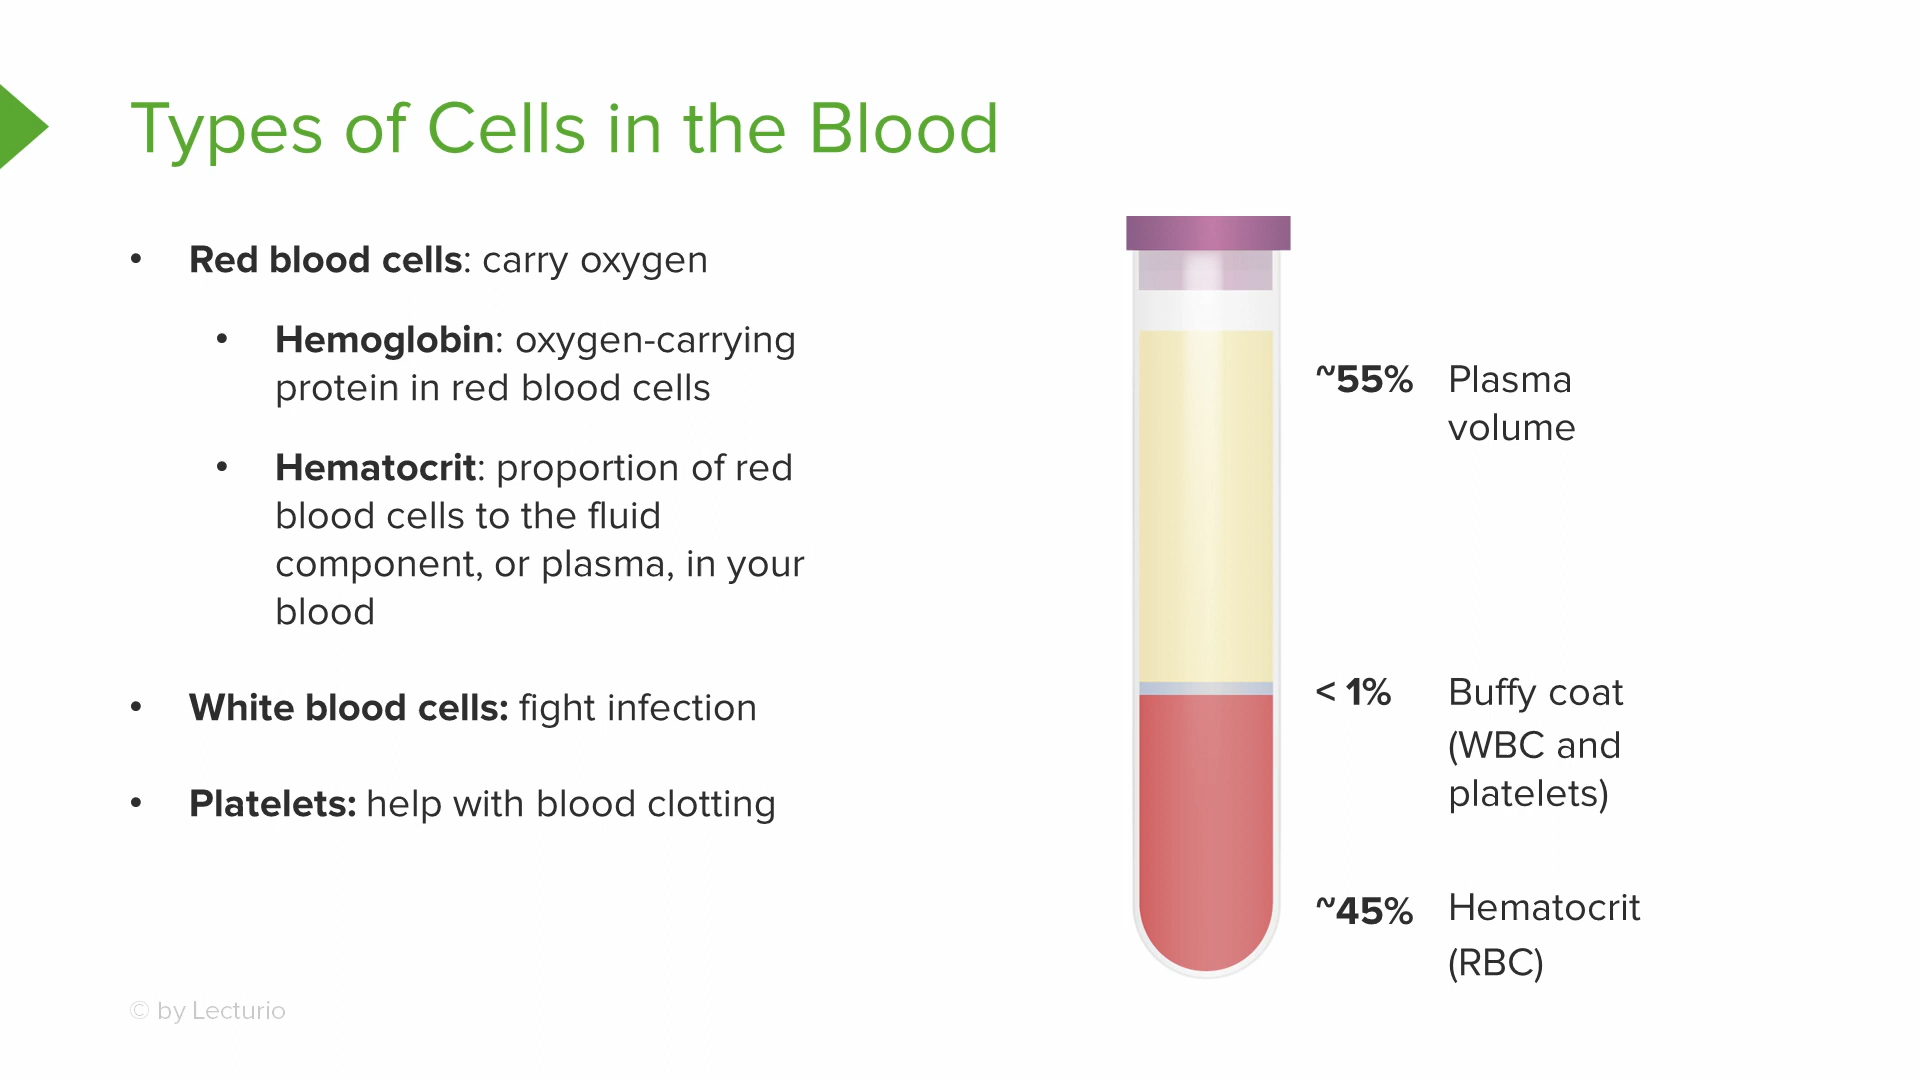 Types of Cells in the Blood
• Red blood cells: carry oxygen
• Hemoglobin: oxygen-carrying
protein in red blood cells
• Hematocrit: proportion of red
blood cells to the fluid
component, or plasma, in your
blood
• White blood cells: fight infection
• Platelets: help with blood clotting
~55% Plasma
volume
< 1% Buffy coat
(WBC and
platelets)
~45% Hematocrit
(RBC)
© by Lecturio